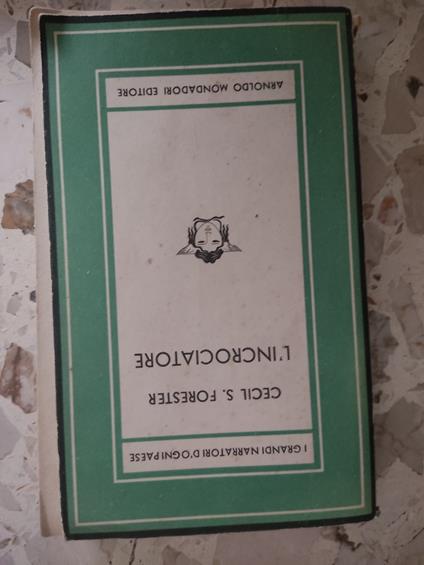 I GRANDI NARRATORI D'OGNI PAESE
CECIL S. FORESTER
L'INCROCIATORE
ARNOLDO MONDADORI EDITORE